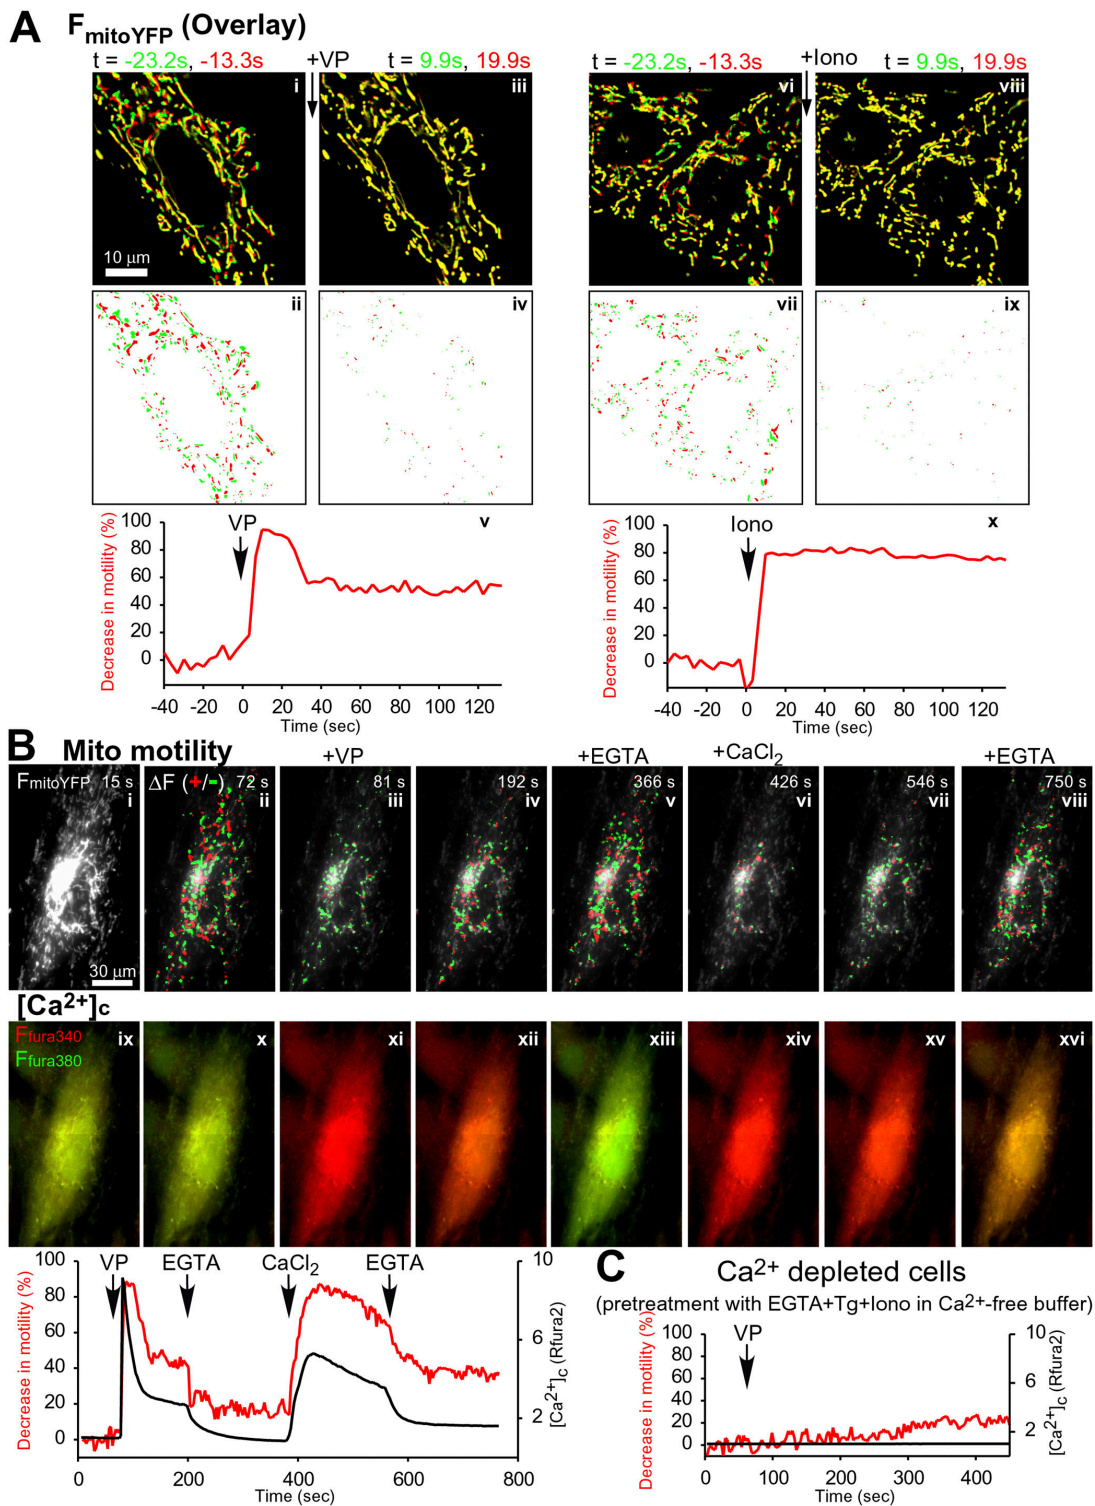 A F mitoYFP (Overlay)
t = -23.2s, -13.3s +VP t = 9.9s, 19.9s
t = -23.2s, -13.3s +Iono t = 9.9s, 19.9s
i iii vi viii
10 µm
ii iv vii ix
v
VP
Decrease in motility (%)
100
80
60
40
20
0
-40 -20 0 20 40 60 80 100 120
Time (sec)
x
Iono
Decrease in motility (%)
100
80
60
40
20
0
-40 -20 0 20 40 60 80 100 120
Time (sec)
B Mito motility
+VP +EGTA +CaCl2 +EGTA
FmitoYFP 15 s ΔF (+/-) 72 s 81 s 192 s 366 s 426 s 546 s 750 s
i ii iii iv v vi vii viii
30 µm
[Ca2+]c
Ffura340
Ffura380
ix x xi xii xiii xiv xv xvi
VP EGTA CaCl2 EGTA
Decrease in motility (%)
100
80
60
40
20
0
10
6
2
[Ca2+]c (Rfura2)
0 200 400 600 800
Time (sec)
C Ca2+ depleted cells
(pretreatment with EGTA+Tg+Iono in Ca2+-free buffer)
VP
Decrease in motility (%)
100
80
60
40
20
0
10
6
2
[Ca2+]c (Rfura2)
0 100 200 300 400
Time (sec)